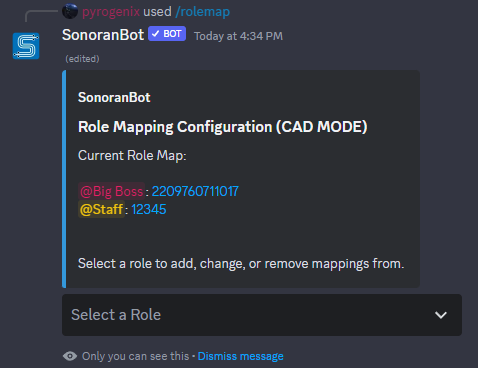 pyrogenix used /rolemap
SonoranBot ✓ BOT Today at 4:34 PM
(edited)
SonoranBot
Role Mapping Configuration (CAD MODE)
Current Role Map:
@Big Boss: 2209760711017
@Staff: 12345
Select a role to add, change, or remove mappings from.
Select a Role
Only you can see this • Dismiss message